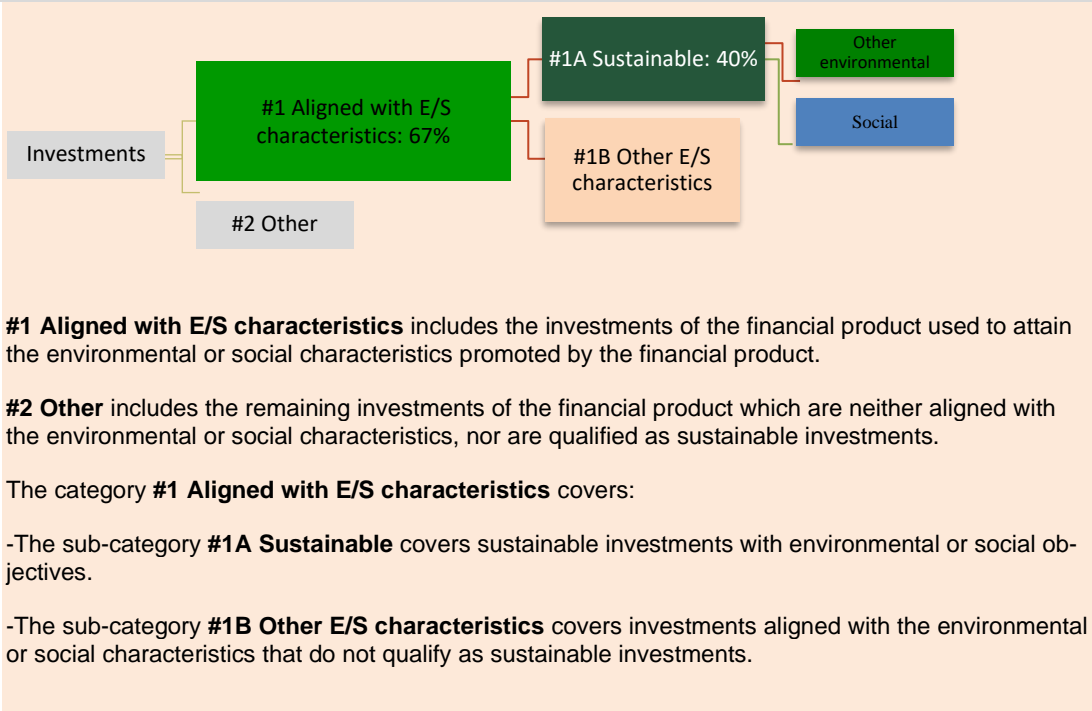 Investments
#1 Aligned with E/S
characteristics: 67%
#2 Other
#1A Sustainable: 40%
#1B Other E/S
characteristics
Other
environmental
Social
#1 Aligned with E/S characteristics includes the investments of the financial product used to attain
the environmental or social characteristics promoted by the financial product.
#2 Other includes the remaining investments of the financial product which are neither aligned with
the environmental or social characteristics, nor are qualified as sustainable investments.
The category #1 Aligned with E/S characteristics covers:
-The sub-category #1A Sustainable covers sustainable investments with environmental or social ob-
jectives.
-The sub-category #1B Other E/S characteristics covers investments aligned with the environmental
or social characteristics that do not qualify as sustainable investments.